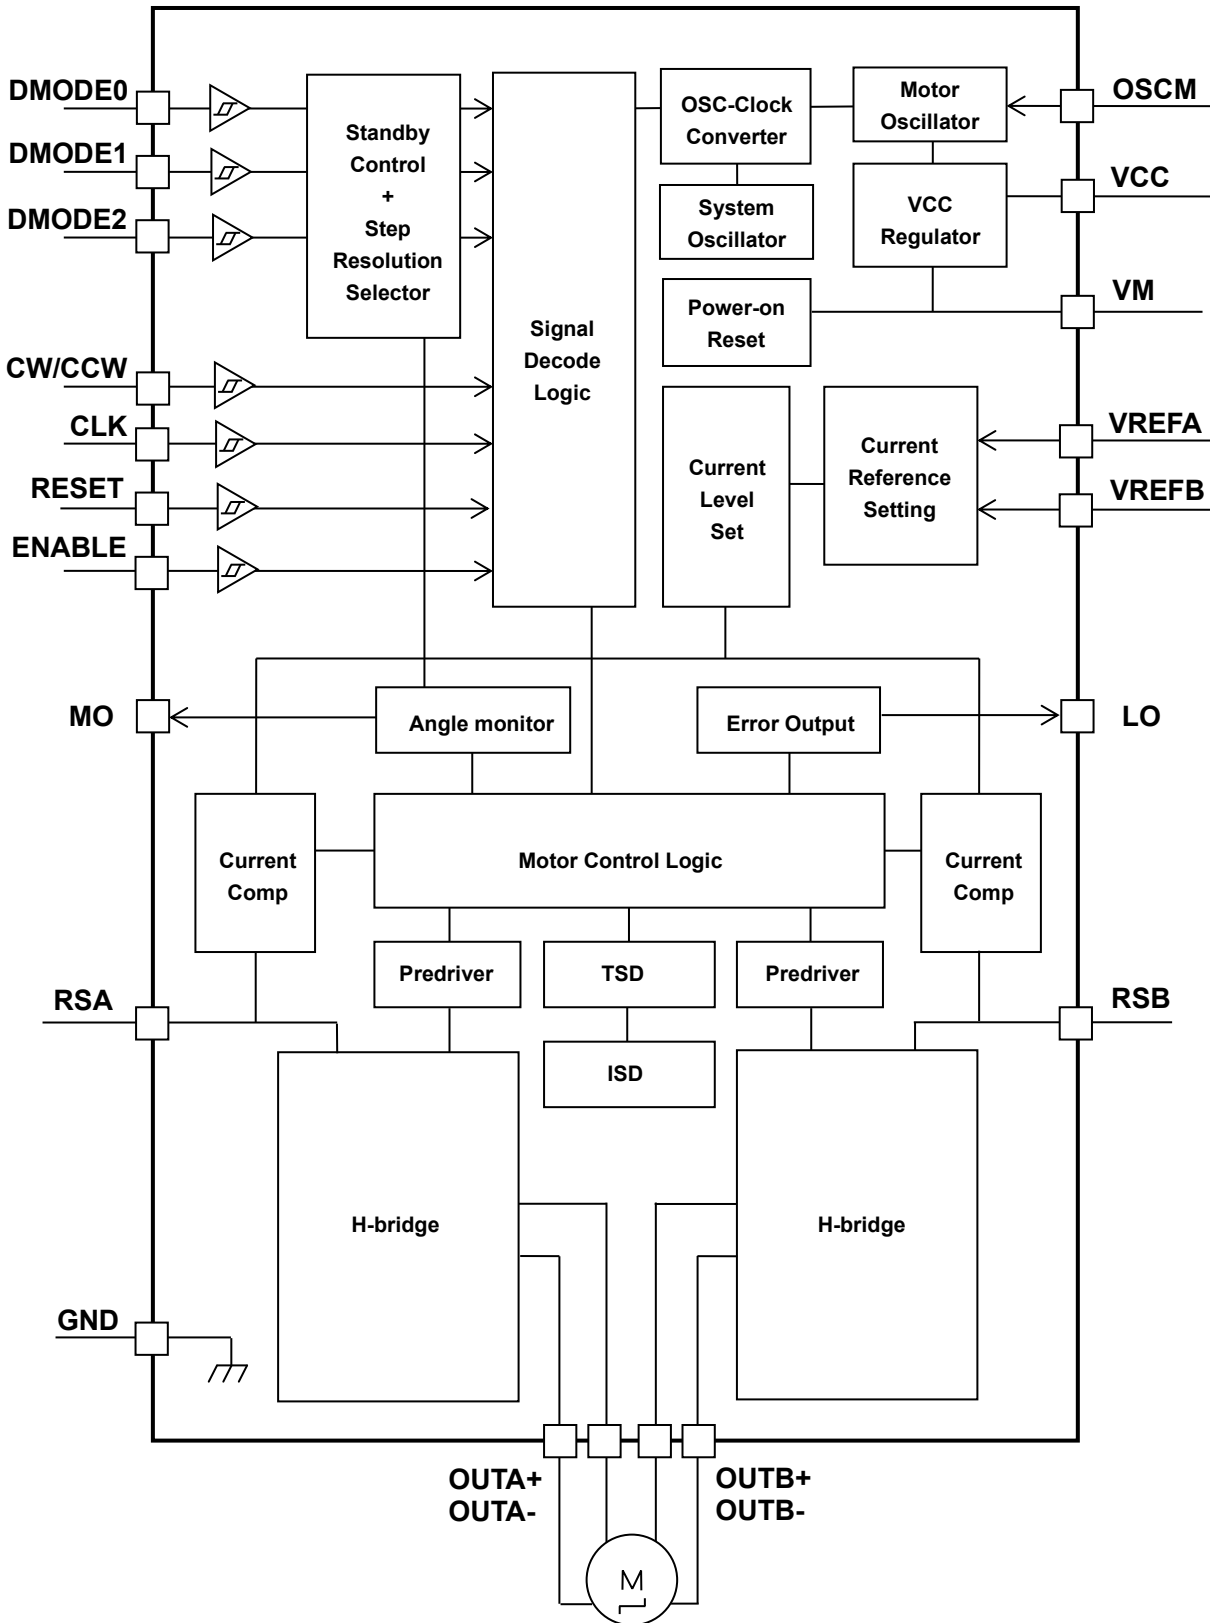 DMODE0
DMODE1
DMODE2
CW/CCW
CLK
RESET
ENABLE
MO
RSA
GND
Standby
Control
+
Step
Resolution
Selector
Signal
Decode
Logic
OSC-Clock
Converter
System
Oscillator
Motor
Oscillator
VCC
Regulator
Power-on
Reset
Current
Level
Set
Current
Reference
Setting
OSCM
VCC
VM
VREFA
VREFB
LO
RSB
Angle monitor
Error Output
Current
Comp
Motor Control Logic
Current
Comp
Predriver
TSD
Predriver
ISD
H-bridge
H-bridge
OUTA+
OUTA-
OUTB+
OUTB-
M